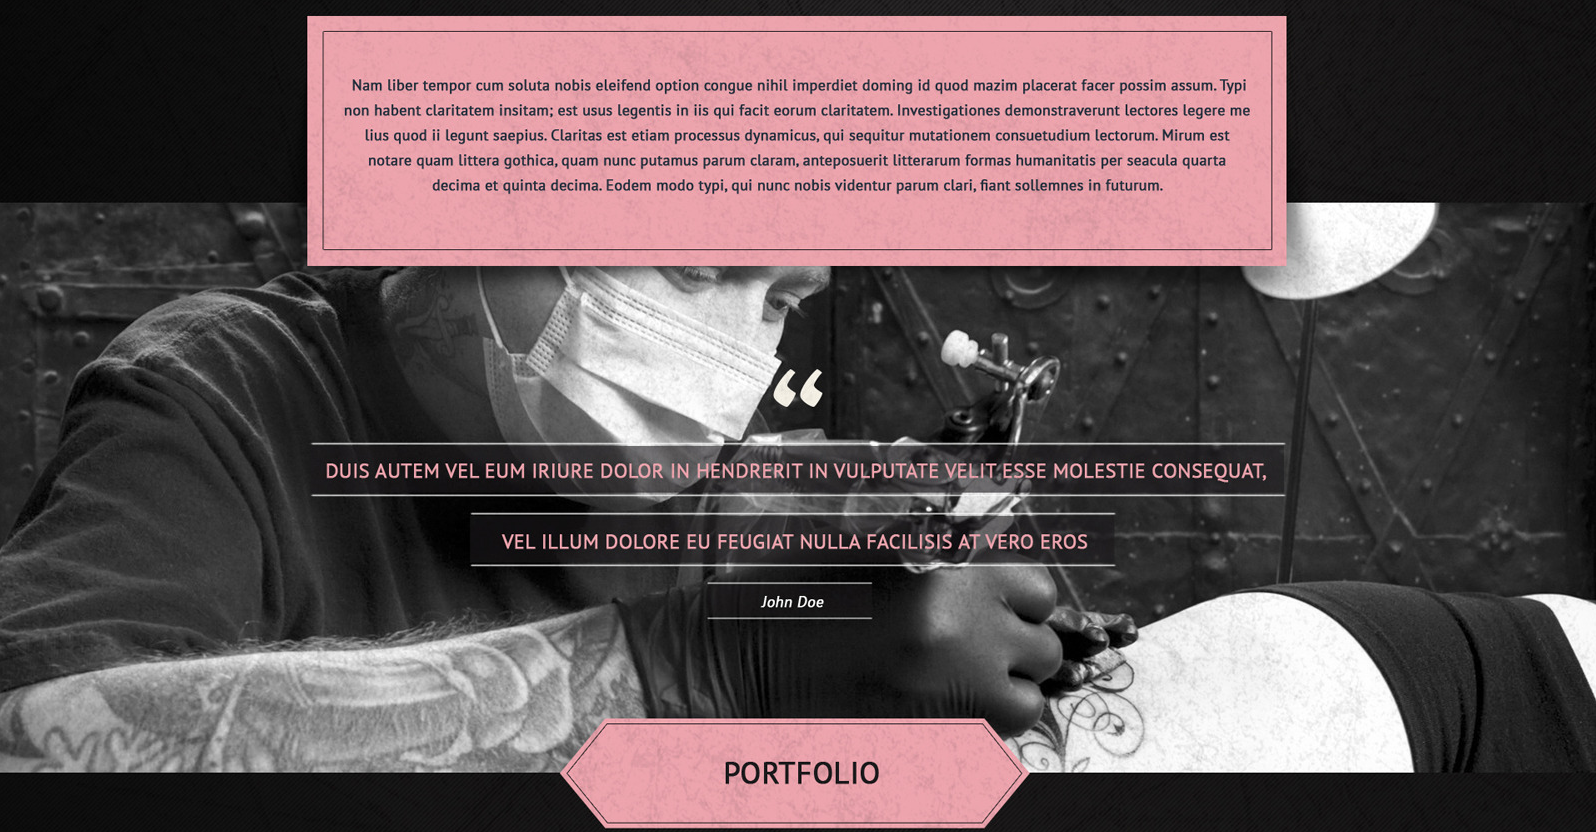 Nam liber tempor cum soluta nobis eleifend option congue nihil imperdiet doming id quod mazim placerat facer possim assum. Typi
non habent claritatem insitam; est usus legentis in iis qui facit eorum claritatem. Investigationes demonstraverunt lectores legere me
lius quod ii legunt saepius. Claritas est etiam processus dynamicus, qui sequitur mutationem consuetudium lectorum. Mirum est
notare quam littera gothica, quam nunc putamus parum claram, anteposuerit litterarum formas humanitatis per seacula quarta
decima et quinta decima. Eodem modo typi, qui nunc nobis videntur parum clari, fiant sollemnes in futurum.
“
DUIS AUTEM VEL EUM IRIURE DOLOR IN HENDRERIT IN VULPUTATE VELIT ESSE MOLESTIE CONSEQUAT,
VEL ILLUM DOLORE EU FEUGIAT NULLA FACILISIS AT VERO EROS
John Doe
PORTFOLIO